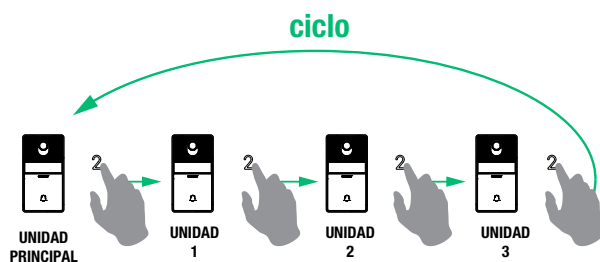 ciclo
2 2 2 2
UNIDAD PRINCIPAL
UNIDAD 1
UNIDAD 2
UNIDAD 3